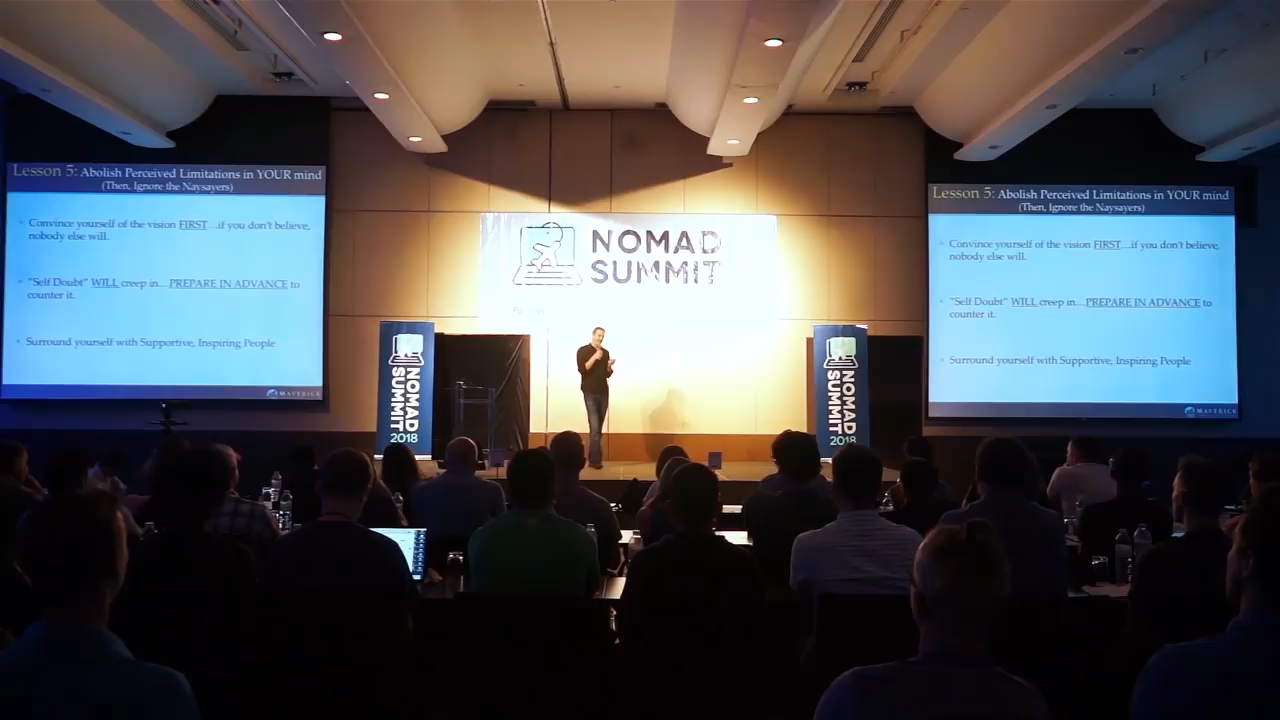 Lesson 5: Abolish Perceived Limitations in YOUR mind
(Then, Ignore the Naysayers)
Convince yourself of the vision FIRST....if you don't believe,
nobody else will.
"Self Doubt" WILL creep in....PREPARE IN ADVANCE to
counter it.
Surround yourself with Supportive, Inspiring People
MAVERICK
NOMAD
SUMMIT
NOMAD
SUMMIT
2018
NOMAD
SUMMIT
2018
Lesson 5: Abolish Perceived Limitations in YOUR mind
(Then, Ignore the Naysayers)
Convince yourself of the vision FIRST....if you don't believe,
nobody else will.
"Self Doubt" WILL creep in....PREPARE IN ADVANCE to
counter it.
Surround yourself with Supportive, Inspiring People
MAVERICK